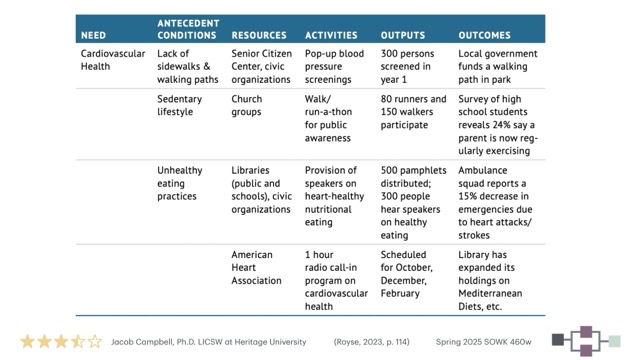 NEED
ANTECEDENT
CONDITIONS
RESOURCES
ACTIVITIES
OUTPUTS
OUTCOMES
Cardiovascular
Health
Lack of
sidewalks &
walking paths
Senior Citizen
Center, civic
organizations
Pop-up blood
pressure
screenings
300 persons
screened in
year 1
Local government
funds a walking
path in park
Sedentary
lifestyle
Church
groups
Walk/
run-a-thon
for public
awareness
80 runners and
150 walkers
participate
Survey of high
school students
reveals 24% say a
parent is now reg-
ularly exercising
Unhealthy
eating
practices
Libraries
(public and
schools), civic
organizations
Provision of
speakers on
heart-healthy
nutritional
eating
500 pamphlets
distributed;
300 people
hear speakers
on healthy
eating
Ambulance
squad reports a
15% decrease in
emergencies due
to heart attacks/
strokes
American
Heart
Association
1 hour
radio call-in
program on
cardiovascular
health
Scheduled
for October,
December,
February
Library has
expanded its
holdings on
Mediterranean
Diets, etc.
Jacob Campbell, Ph.D. LICSW at Heritage University
(Royse, 2023, p. 114)
Spring 2025 SOWK 460w